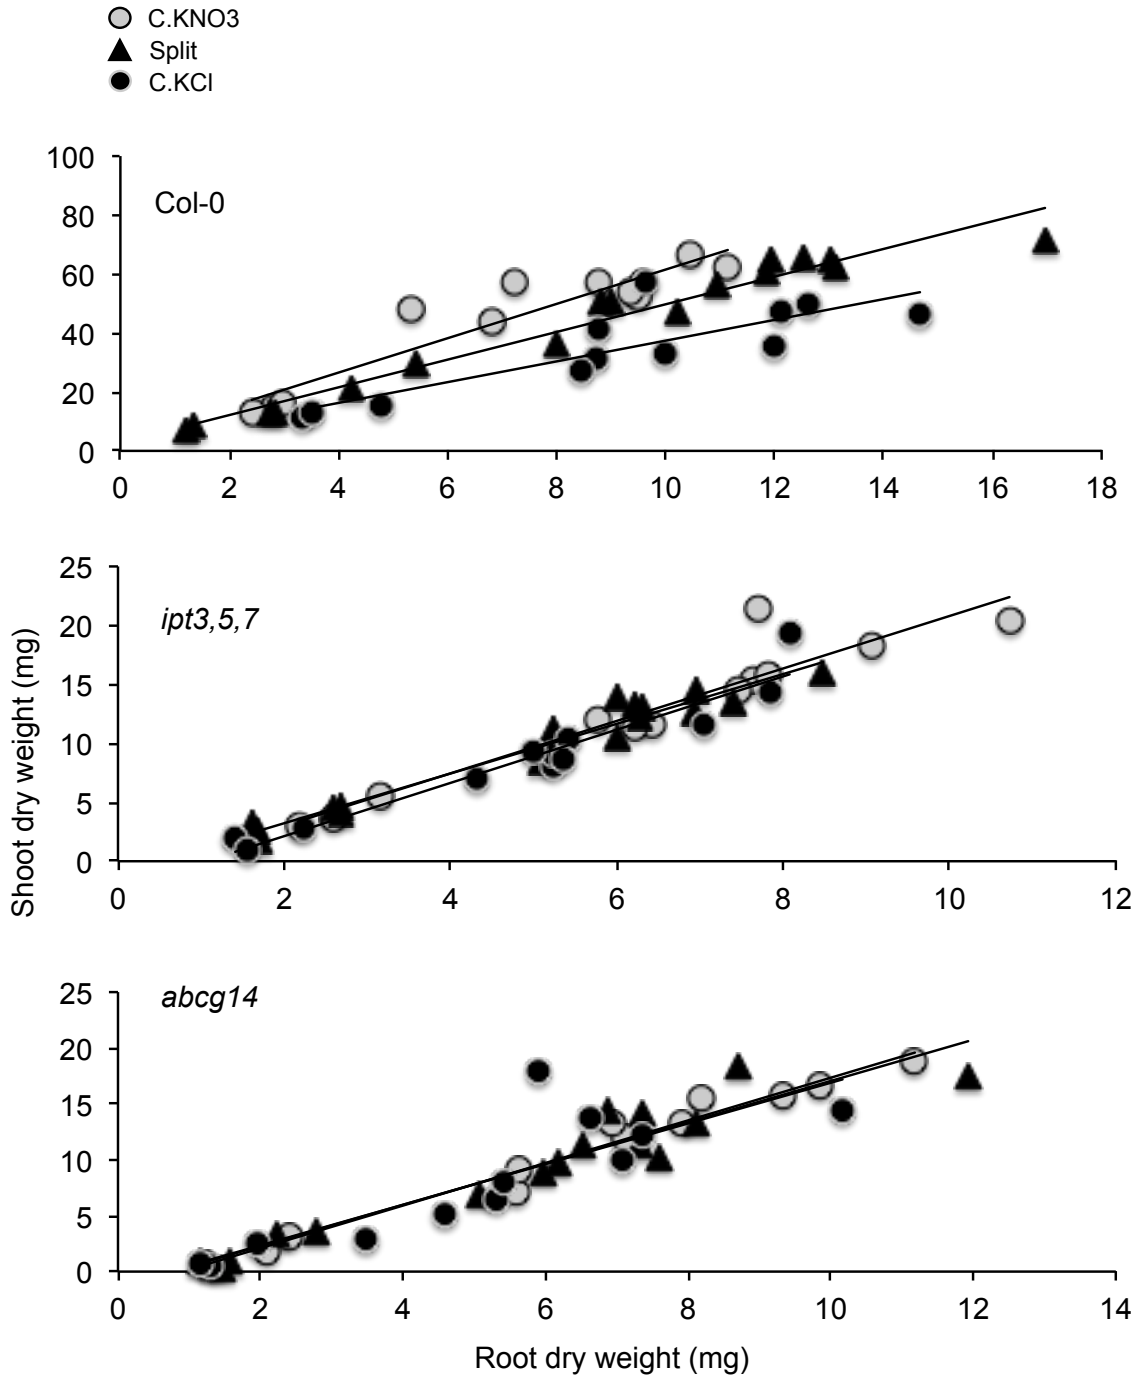 C.KNO3
Split
C.KCl
100
80
60
40
20
0
Col-0
0 2 4 6 8 10 12 14 16 18
25
20
15
10
5
0
ipt3,5,7
0 2 4 6 8 10 12
Shoot dry weight (mg)
25
20
15
10
5
0
abcg14
0 2 4 6 8 10 12 14
Root dry weight (mg)